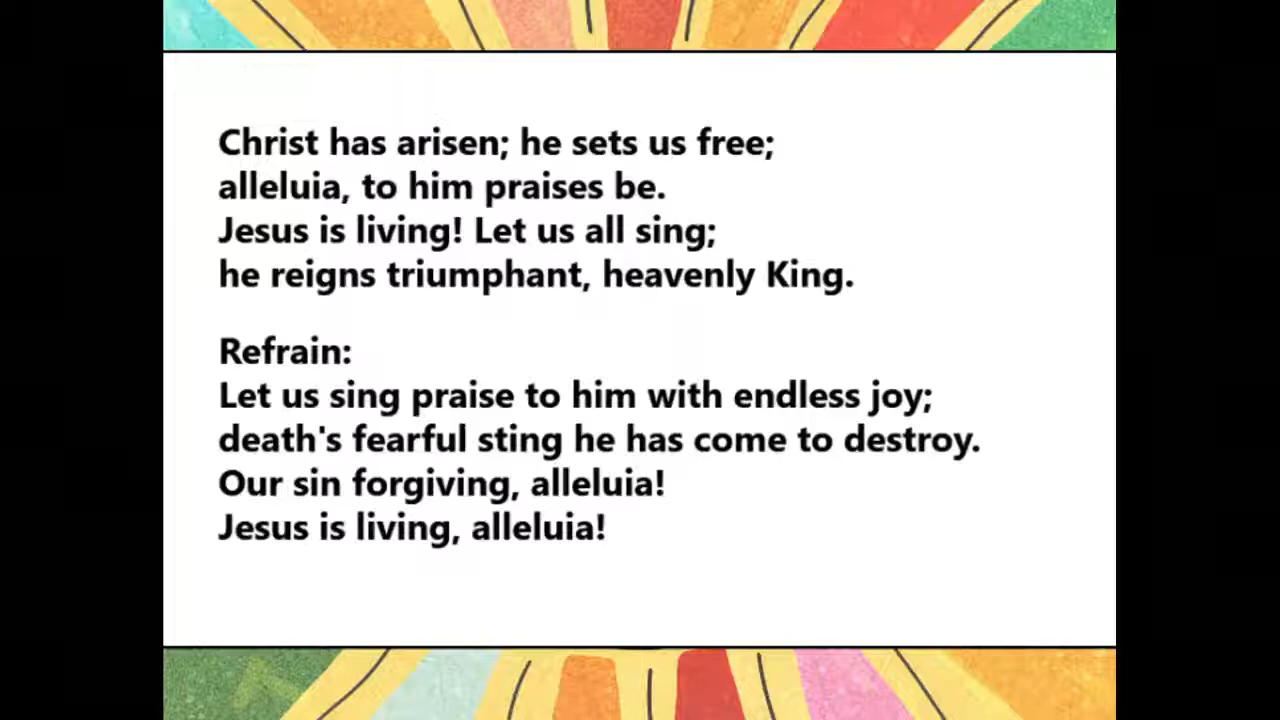 Christ has arisen; he sets us free;
alleluia, to him praises be.
Jesus is living! Let us all sing;
he reigns triumphant, heavenly King.
Refrain:
Let us sing praise to him with endless joy;
death's fearful sting he has come to destroy.
Our sin forgiving, alleluia!
Jesus is living, alleluia!